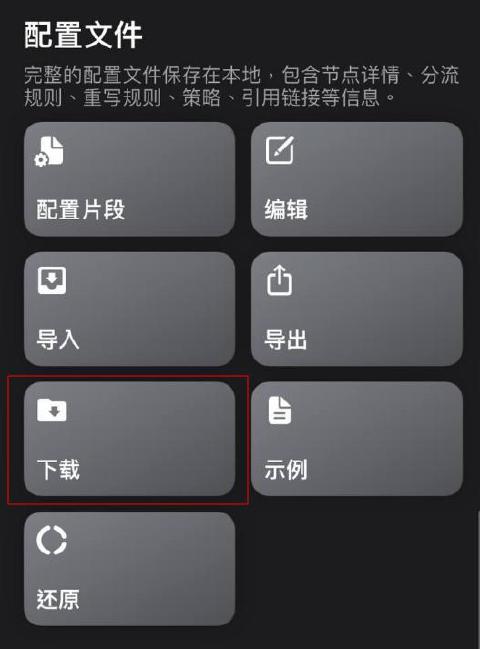 配置文件
完整的配置文件保存在本地，包含节点详情、分流
规则、重写规则、策略、引用链接等信息。
配置片段
编辑
导入
导出
下载
示例
还原